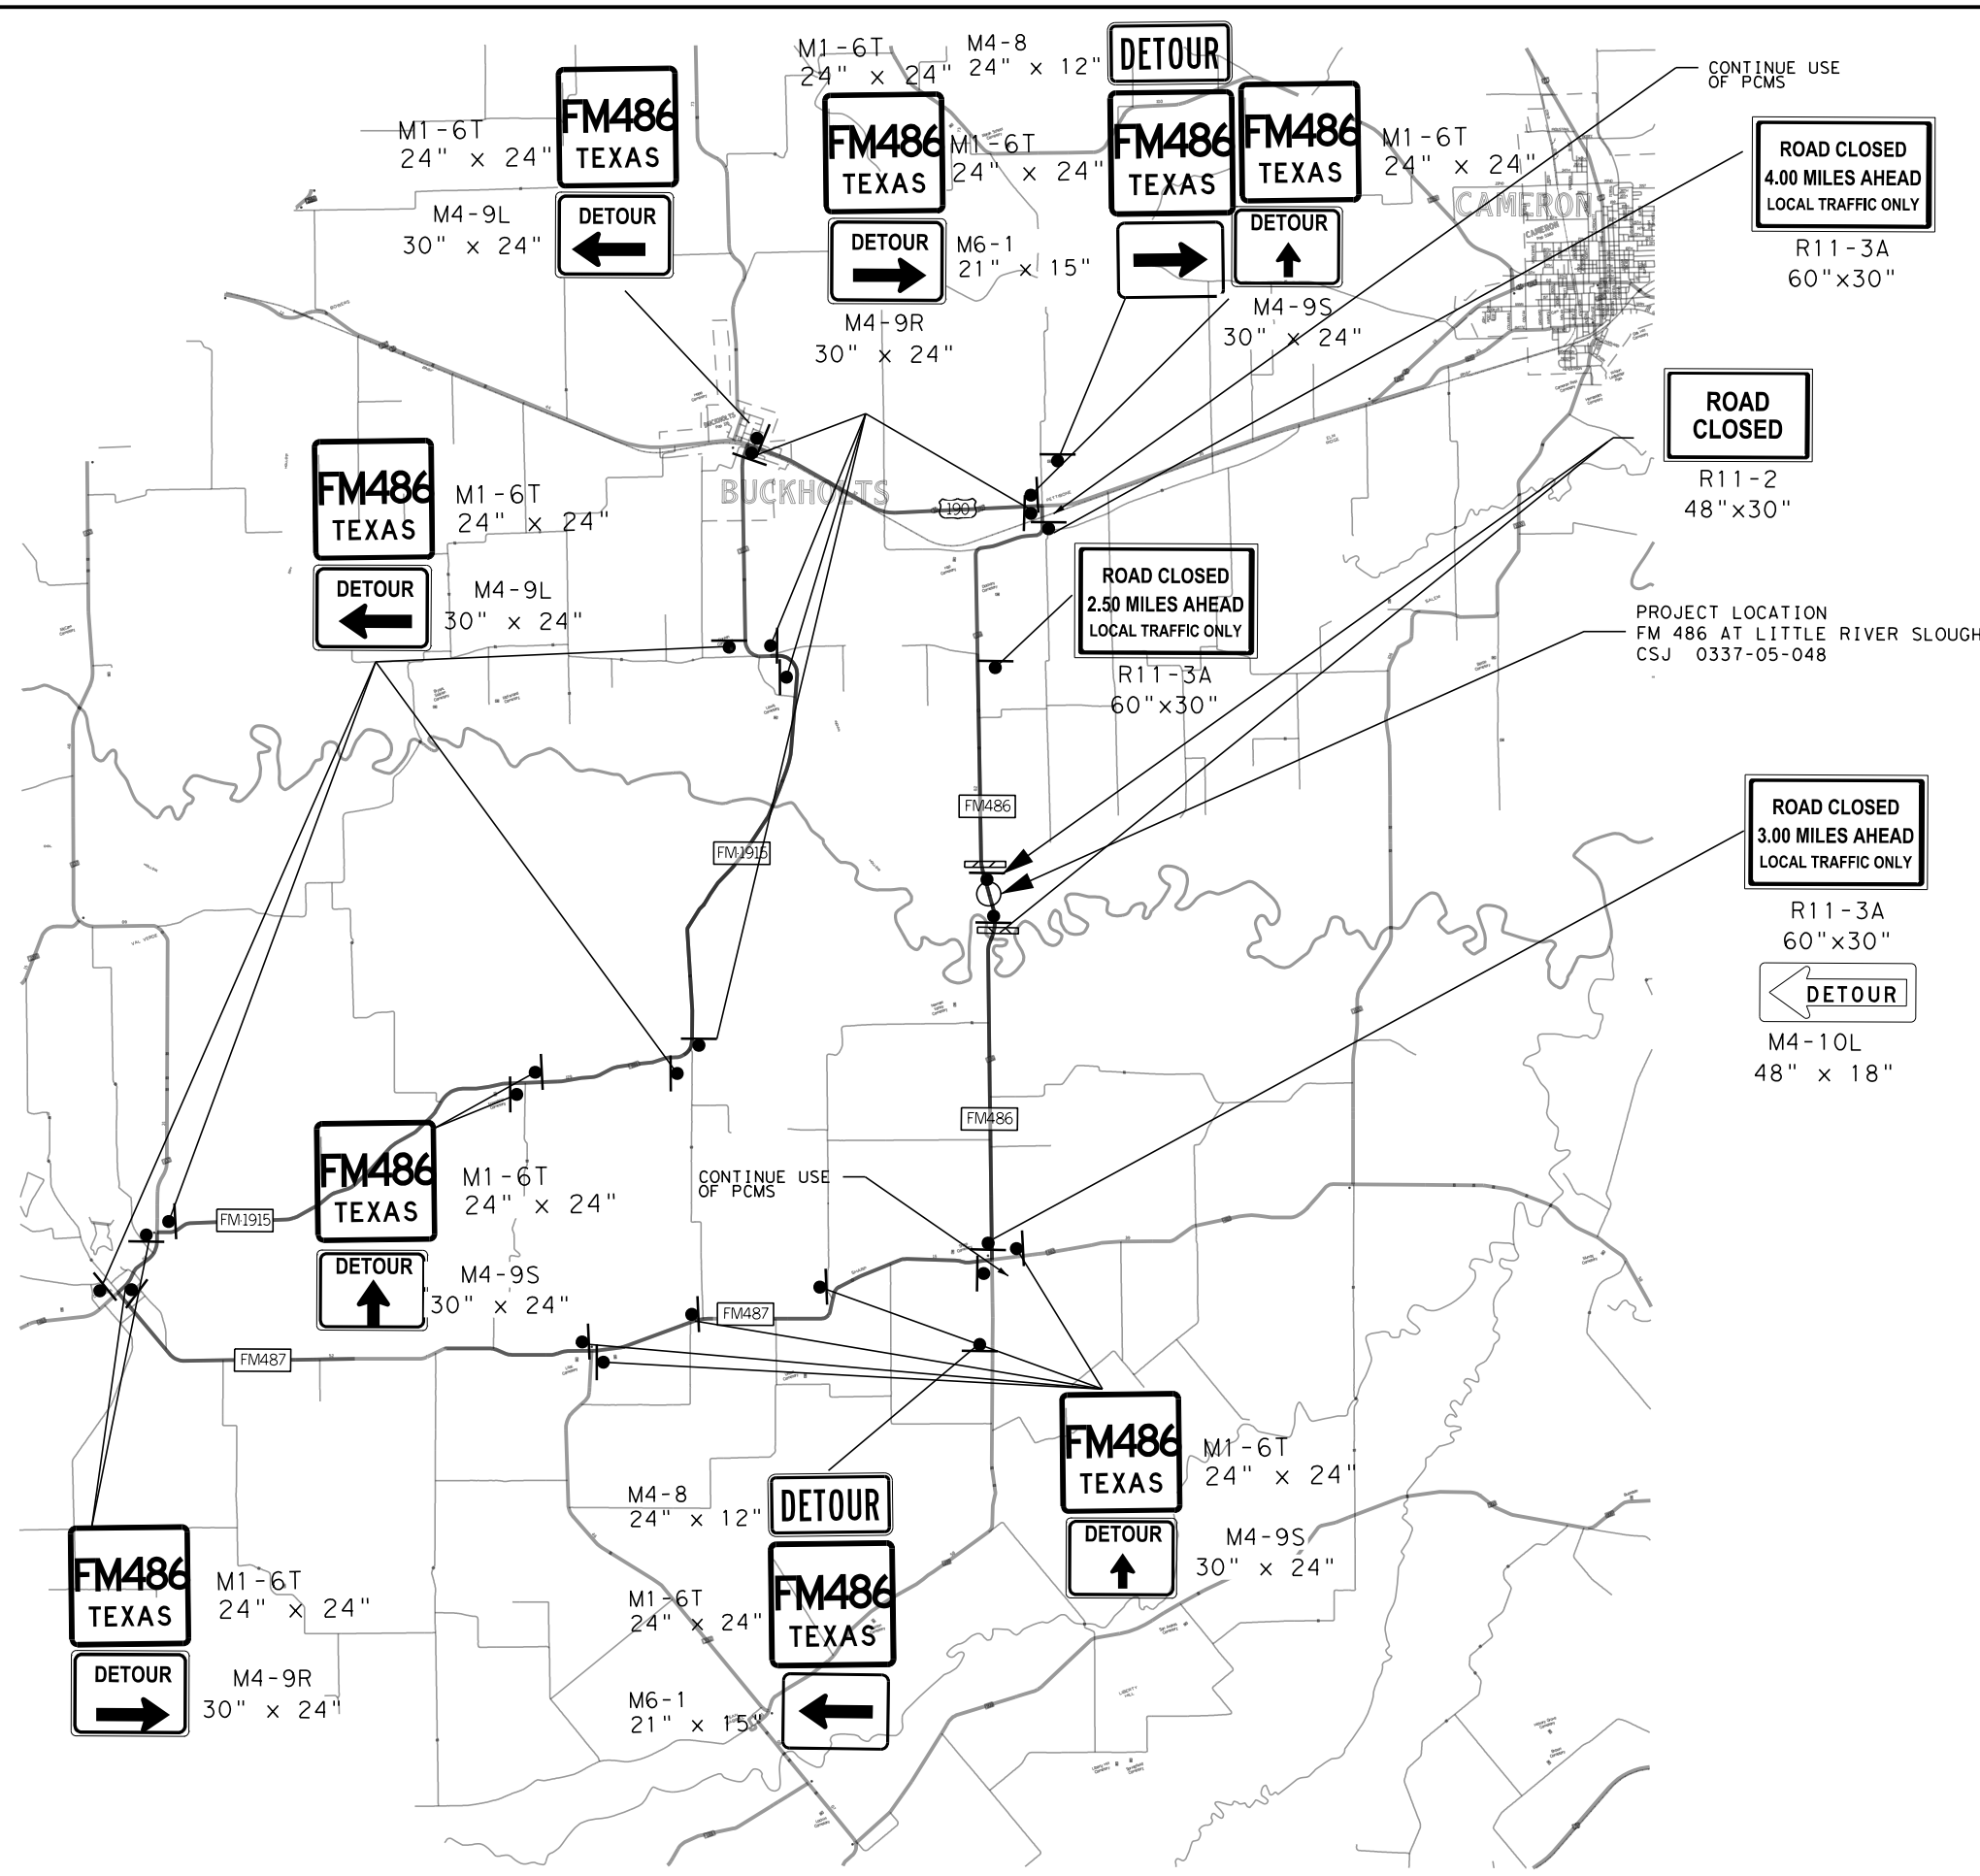 M1-6T
24" x 24"
FM486
TEXAS
M4-9L
30" x 24"
DETOUR
M1-6T
24" x 24"
FM486
TEXAS
DETOUR
M4-9R
30" x 24"
M4-8
24" x 12"
DETOUR
M1-6T
24" x 24"
FM486
TEXAS
M6-1
21" x 15"
FM486
TEXAS
M1-6T
24" x 24"
DETOUR
M4-9S
30" x 24"
CONTINUE USE
OF PCMS
ROAD CLOSED
4.00 MILES AHEAD
LOCAL TRAFFIC ONLY
R11-3A
60"x30"
CAMERON
CAMERON
ROAD
CLOSED
R11-2
48"x30"
BUCKHOLTS
BUCKHOLTS
190
PETTIBONE
FM486
TEXAS
M1-6T
24" x 24"
DETOUR
M4-9L
30" x 24"
ROAD CLOSED
2.50 MILES AHEAD
LOCAL TRAFFIC ONLY
R11-3A
60"x30"
PROJECT LOCATION
FM 486 AT LITTLE RIVER SLOUGH
CSJ 0337-05-048
FM486
FM1915
ROAD CLOSED
3.00 MILES AHEAD
LOCAL TRAFFIC ONLY
R11-3A
60"x30"
DETOUR
M4-10L
48" x 18"
VAL VERDE
FM486
FM486
TEXAS
M1-6T
24" x 24"
DETOUR
M4-9S
30" x 24"
CONTINUE USE
OF PCMS
FM1915
SHARP
FM487
FM487
FM486
TEXAS
M1-6T
24" x 24"
DETOUR
M4-9S
30" x 24"
M4-8
24" x 12"
DETOUR
M1-6T
24" x 24"
FM486
TEXAS
M6-1
21" x 15"
FM486
TEXAS
M1-6T
24" x 24"
DETOUR
M4-9R
30" x 24"
LIBERTY
HILL